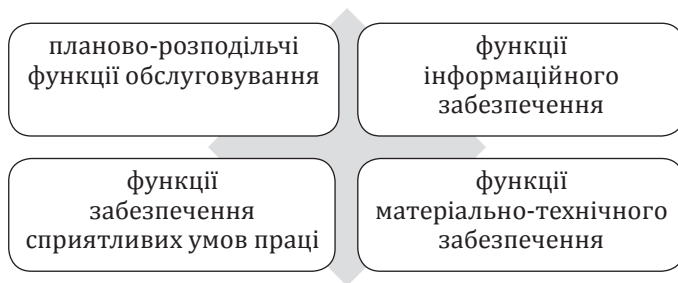 планово-розподільчі
функції обслуговування
функції
інформаційного
забезпечення
функції
забезпечення
сприятливих умов праці
функції
матеріально-технічного
забезпечення